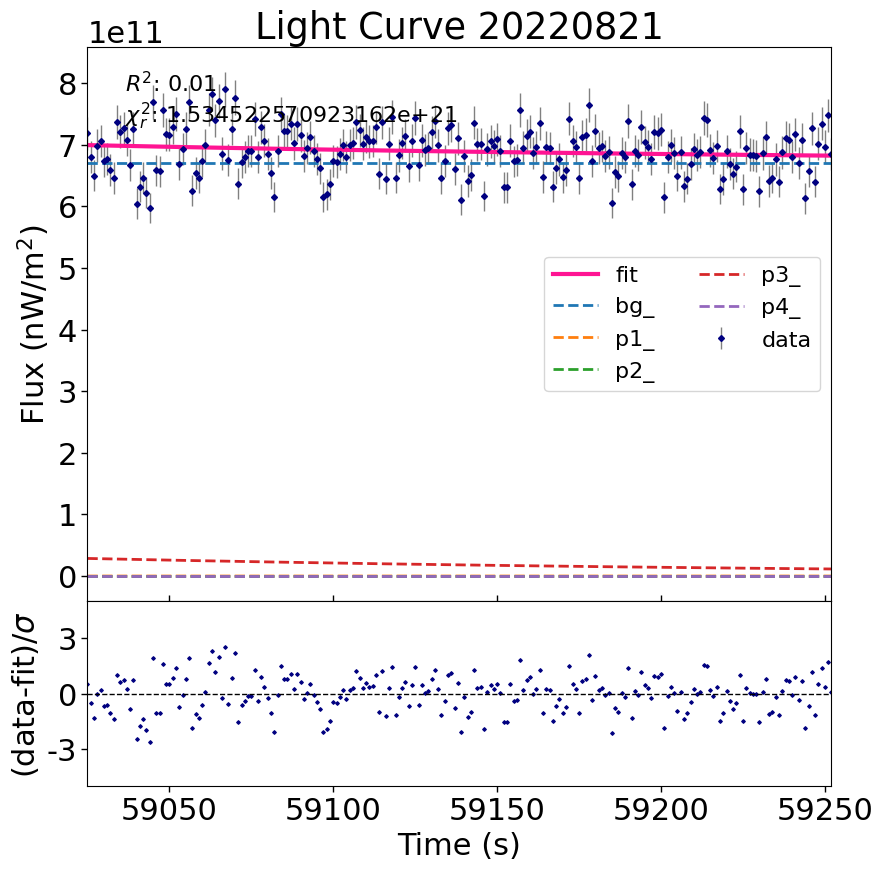 Light Curve 20220821
1e11
R²: 0.01
χ²ᵣ: 1.5345225570923162e+21
8
7
6
5
4
3
2
1
0
Flux (nW/m²)
fit
bg_
p1_
p2_
p3_
p4_
data
3
0
-3
(data-fit)/σ
59050 59100 59150 59200 59250
Time (s)